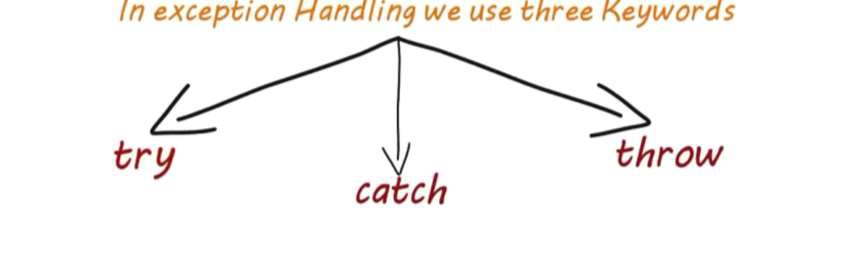 In exception Handling we use three Keywords
try
catch
throw